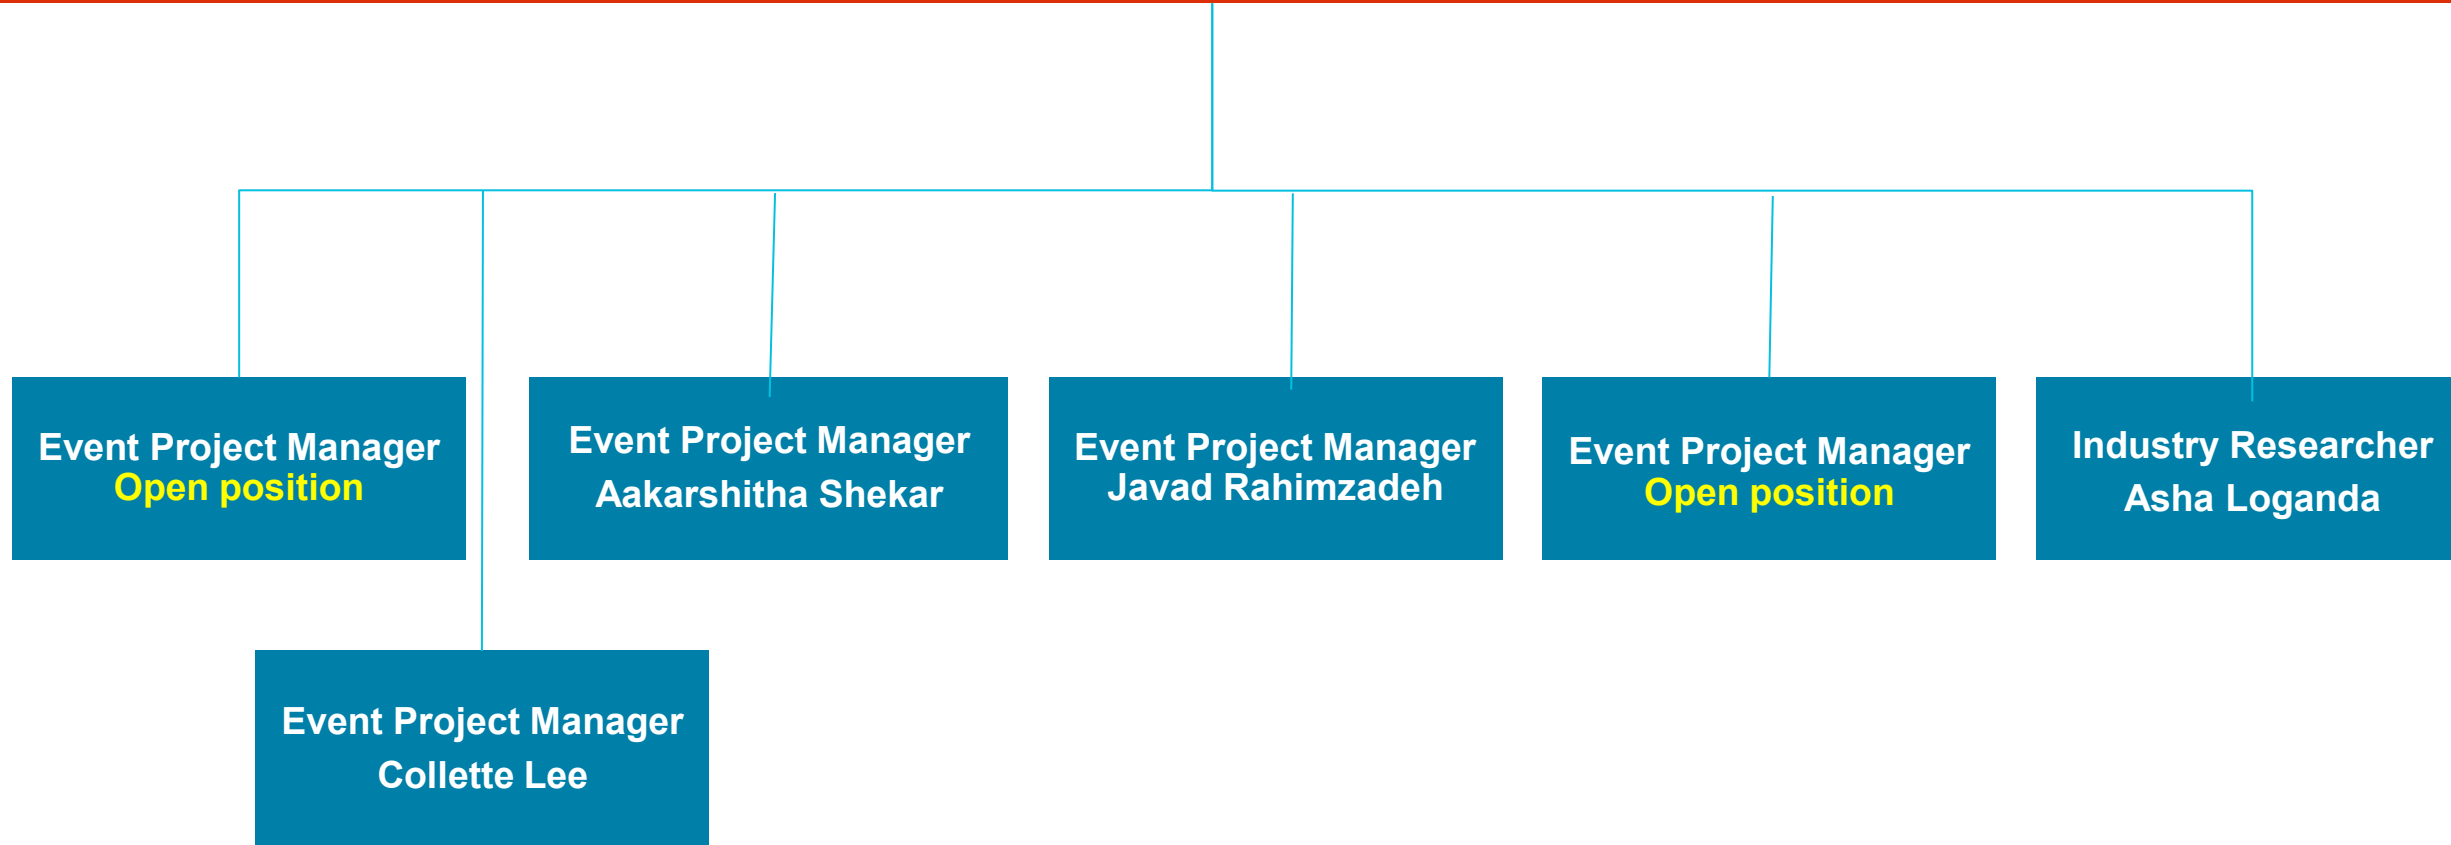 Event Project Manager
Open position
Event Project Manager
Aakarshitha Shekar
Event Project Manager
Javad Rahimzadeh
Event Project Manager
Open position
Industry Researcher
Asha Loganda
Event Project Manager
Collette Lee